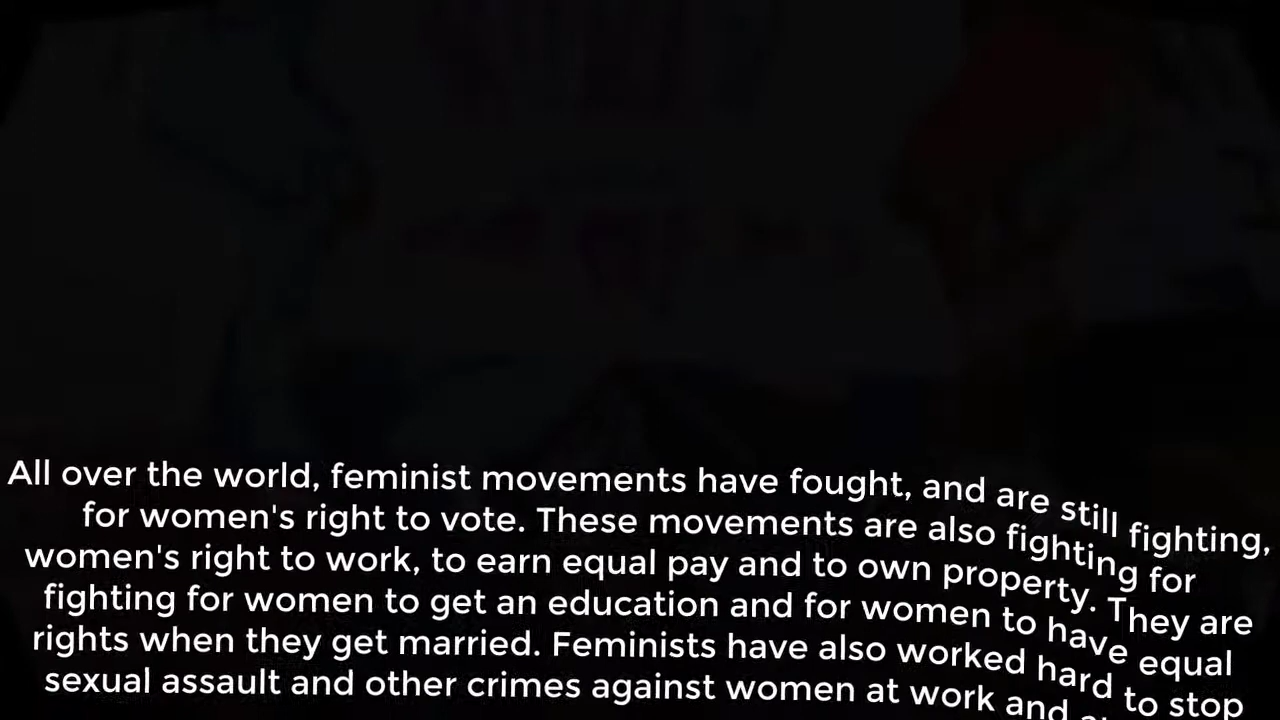 All over the world, feminist movements have fought, and are still fighting,
for women's right to vote. These movements are also fighting for
women's right to work, to earn equal pay and to own property. They are
fighting for women to get an education and for women to have equal
rights when they get married. Feminists have also worked hard to stop
sexual assault and other crimes against women at work and